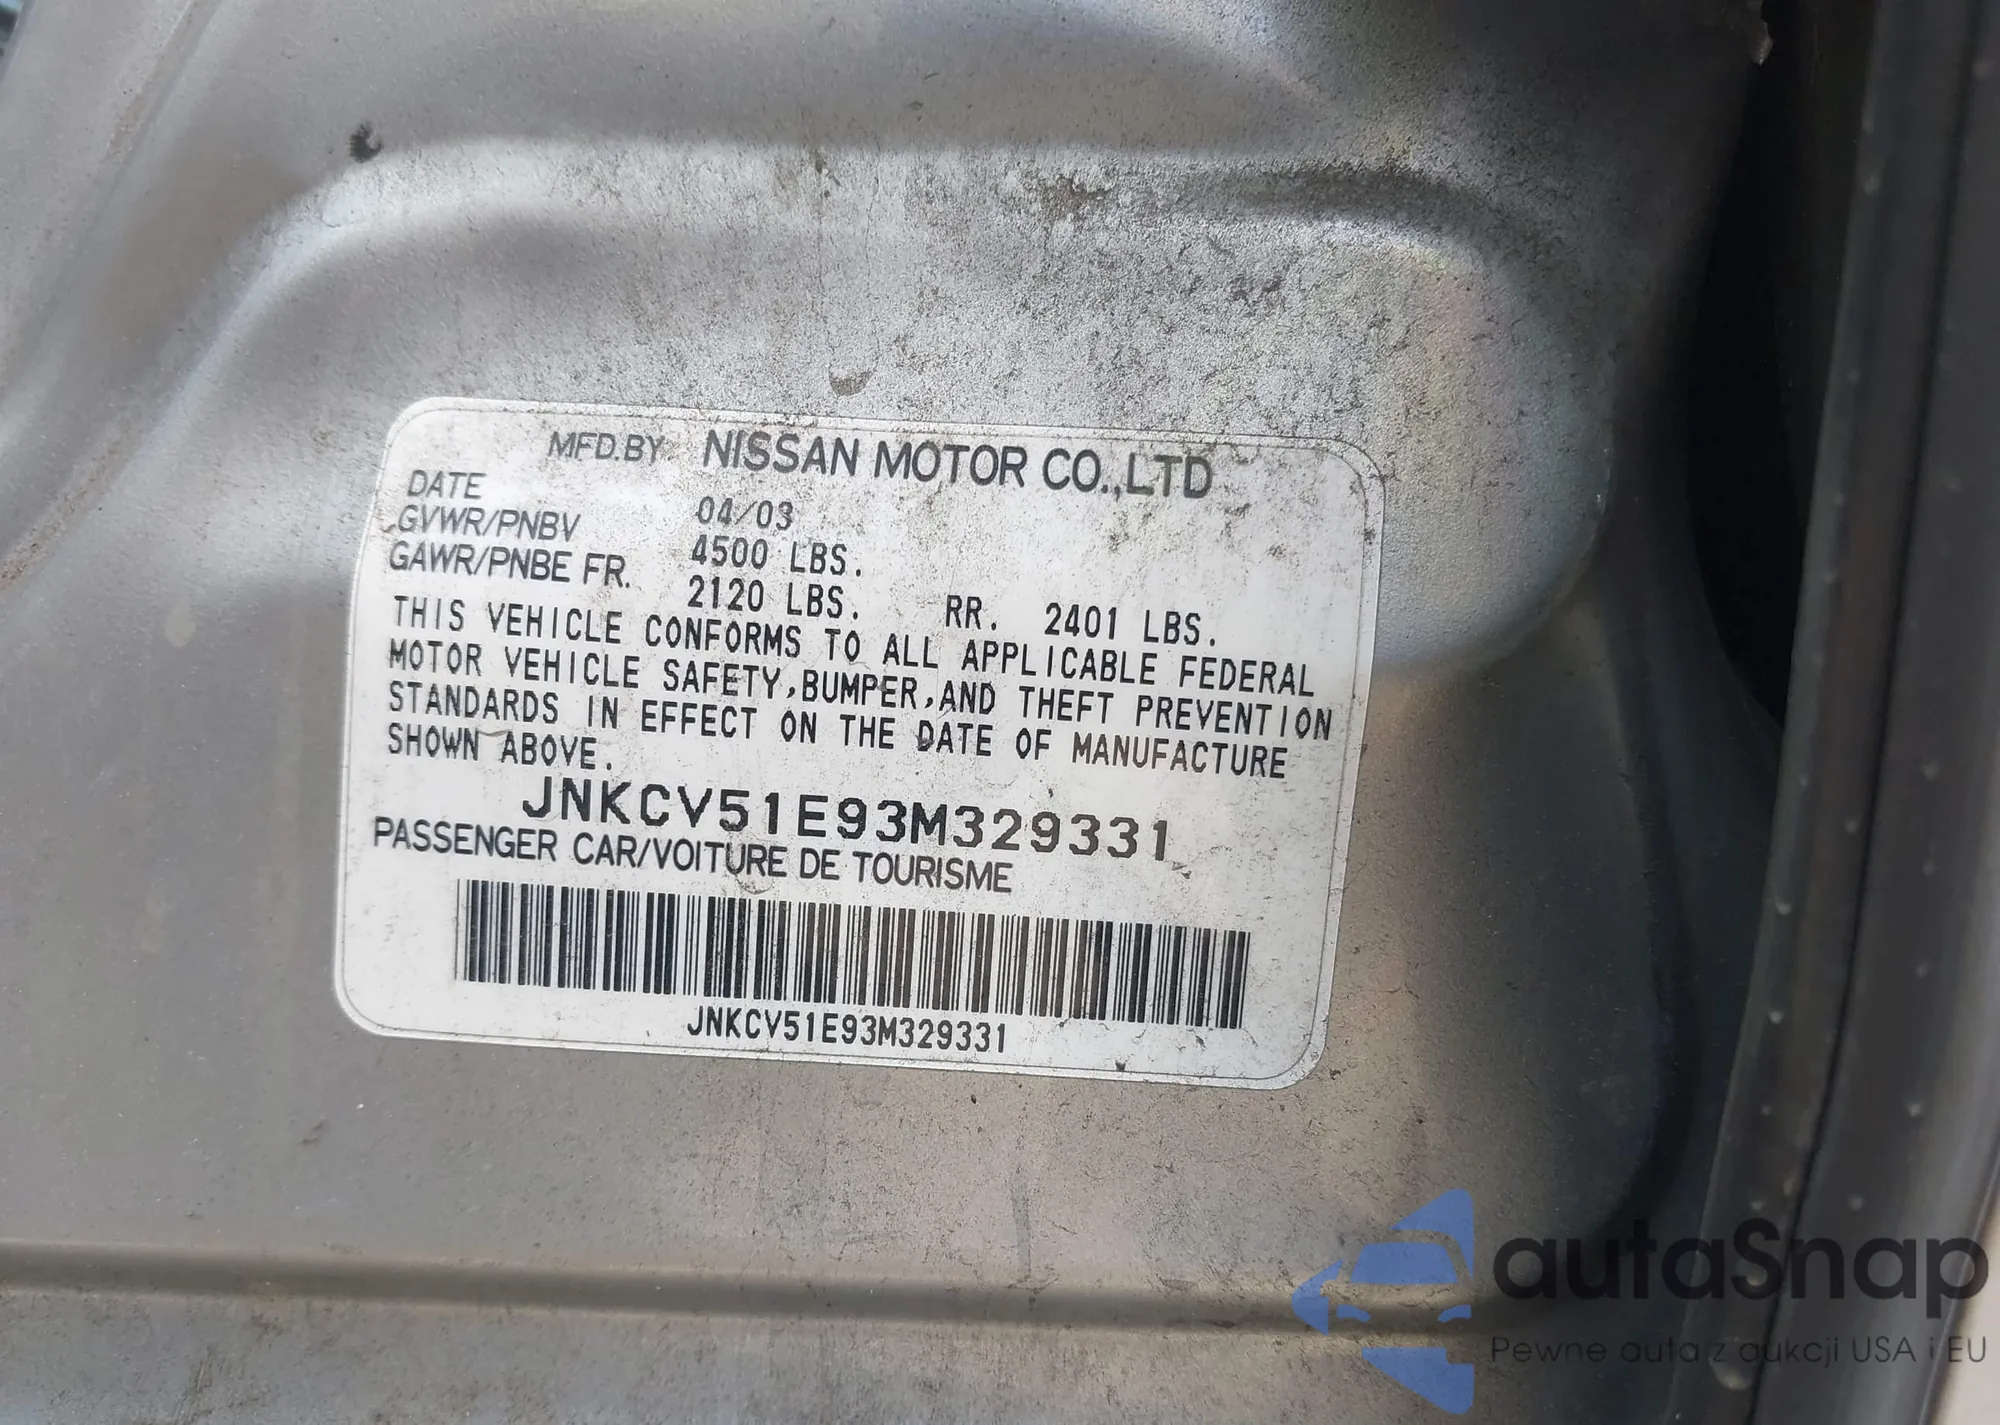 MFD.BY NISSAN MOTOR CO.,LTD
DATE 04/03
GVWR/PNBV 4500 LBS.
GAWR/PNBE FR. 2120 LBS. RR. 2401 LBS.
THIS VEHICLE CONFORMS TO ALL APPLICABLE FEDERAL
MOTOR VEHICLE SAFETY,BUMPER,AND THEFT PREVENTION
STANDARDS IN EFFECT ON THE DATE OF MANUFACTURE
SHOWN ABOVE.
JNKCV51E93M329331
PASSENGER CAR/VOITURE DE TOURISME
JNKCV51E93M329331
autaSnap
Pewne auta z aukcji USA i EU